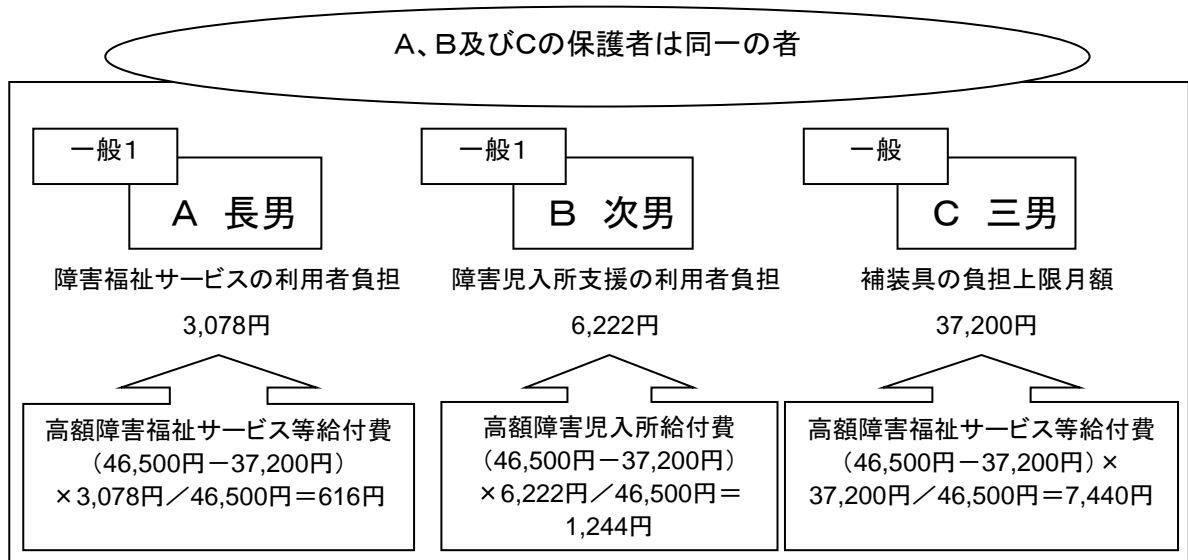 A、B及びCの保護者は同一の者
一般1
A 長男
障害福祉サービスの利用者負担
3,078円
高額障害福祉サービス等給付費
(46,500円-37,200円)
×3,078円/46,500円=616円
一般1
B 次男
障害児入所支援の利用者負担
6,222円
高額障害児入所給付費
(46,500円-37,200円)
×6,222円/46,500円=
1,244円
一般
C 三男
補装具の負担上限月額
37,200円
高額障害福祉サービス等給付費
(46,500円-37,200円)×
37,200円/46,500円=7,440円